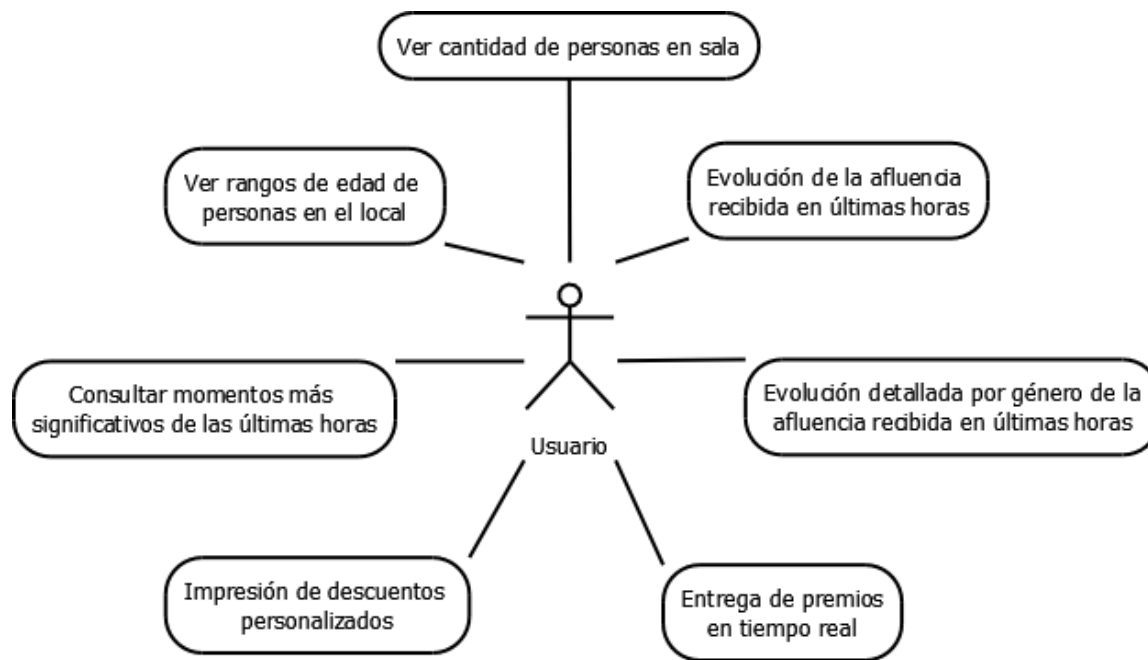 Ver cantidad de personas en sala
Ver rangos de edad de
personas en el local
Evolución de la afluencia
recibida en últimas horas
Consultar momentos más
significativos de las últimas horas
Evolución detallada por género de la
afluencia recibida en últimas horas
Usuario
Impresión de descuentos
personalizados
Entrega de premios
en tiempo real